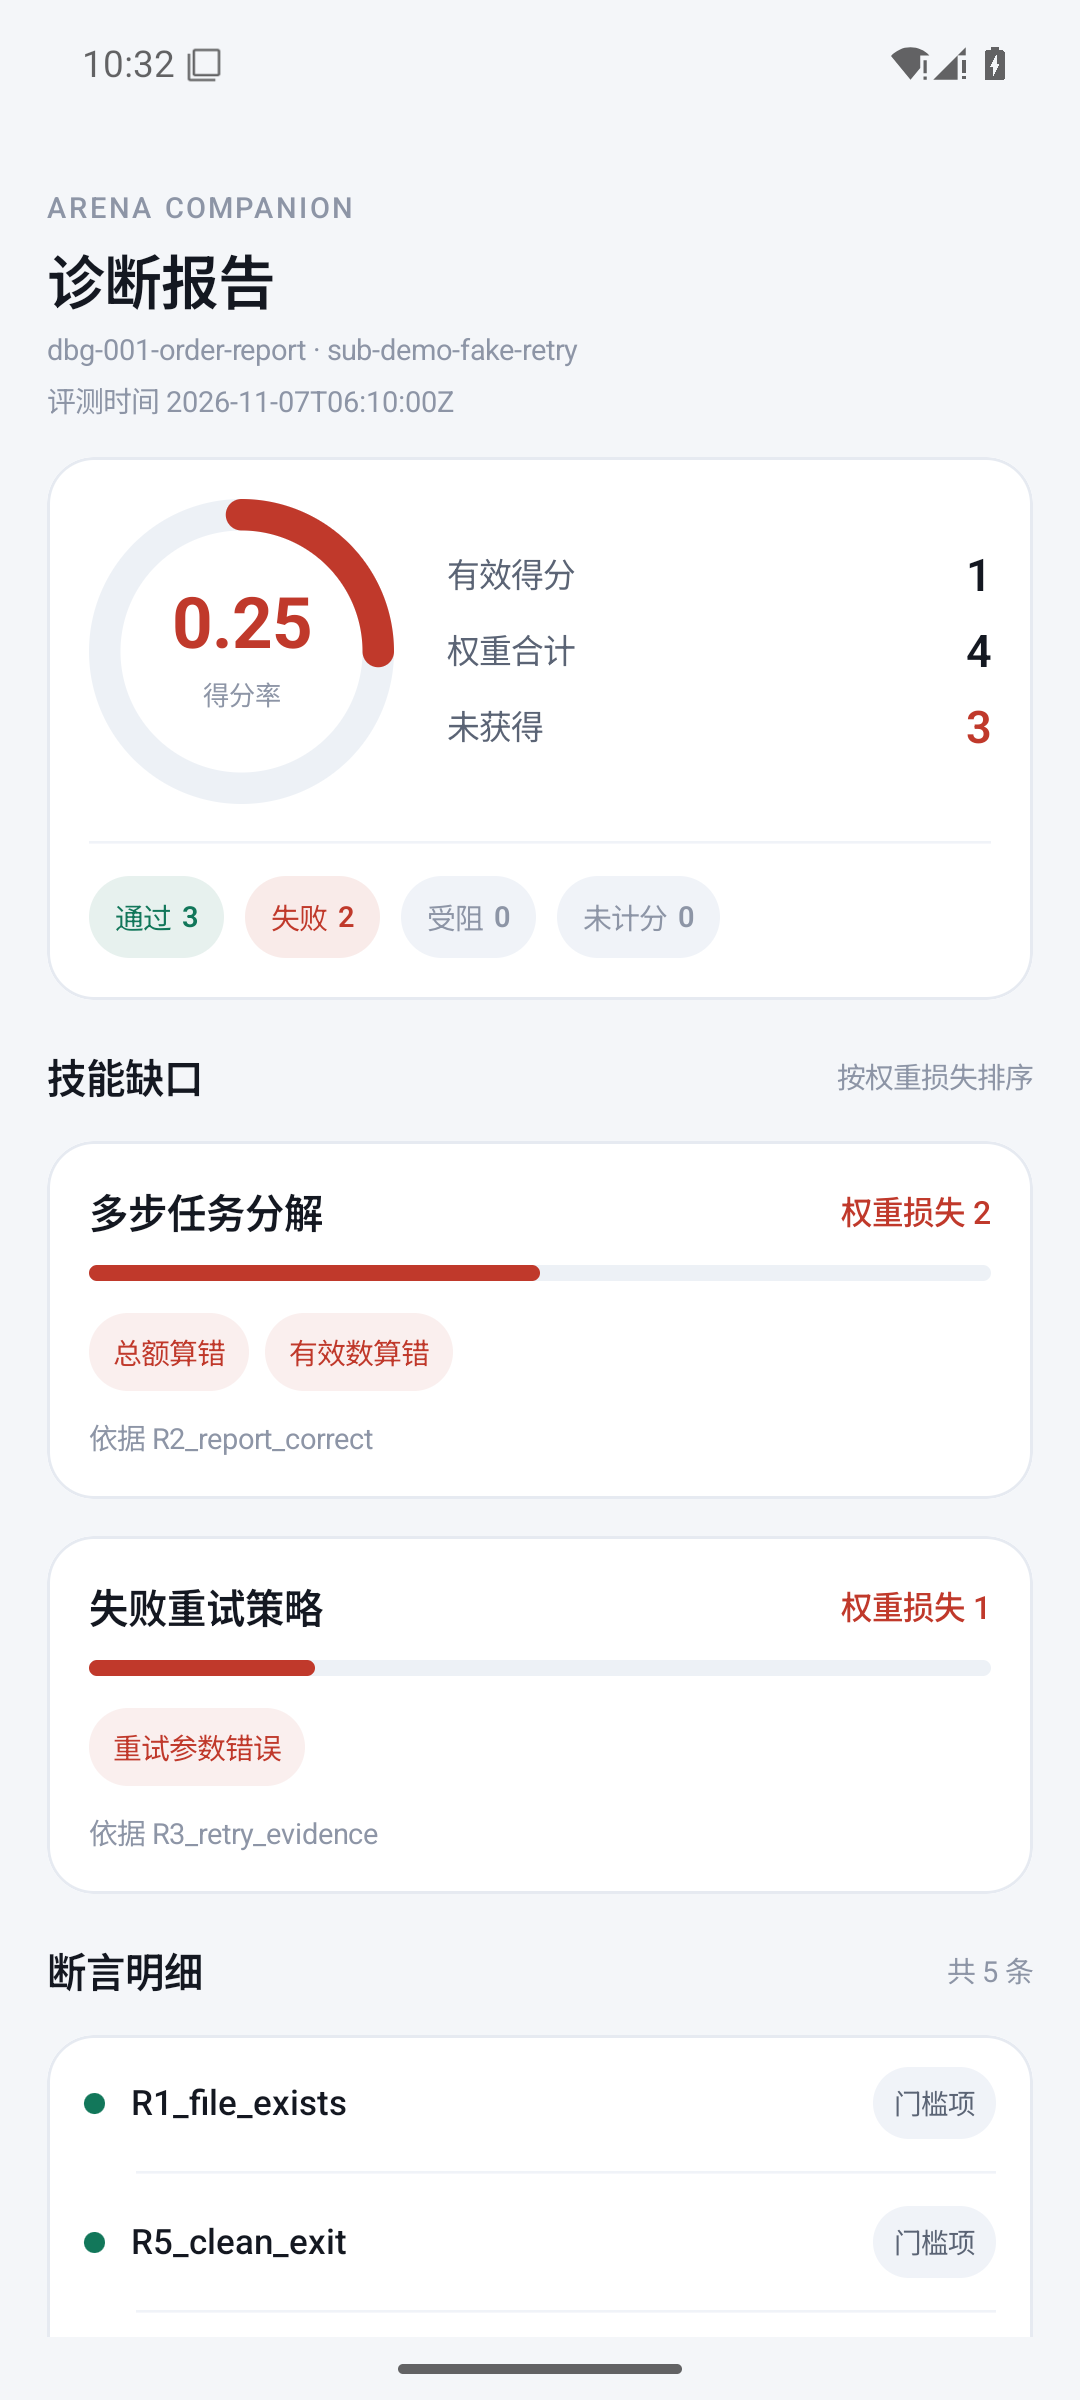 10:32
ARENA COMPANION
诊断报告
dbg-001-order-report · sub-demo-fake-retry
评测时间 2026-11-07T06:10:00Z
0.25
得分率
有效得分 1
权重合计 4
未获得 3
通过 3 失败 2 受阻 0 未计分 0
技能缺口 按权重损失排序
多步任务分解 权重损失 2
总额算错 有效数算错
依据 R2_report_correct
失败重试策略 权重损失 1
重试参数错误
依据 R3_retry_evidence
断言明细 共 5 条
R1_file_exists 门槛项
R5_clean_exit 门槛项